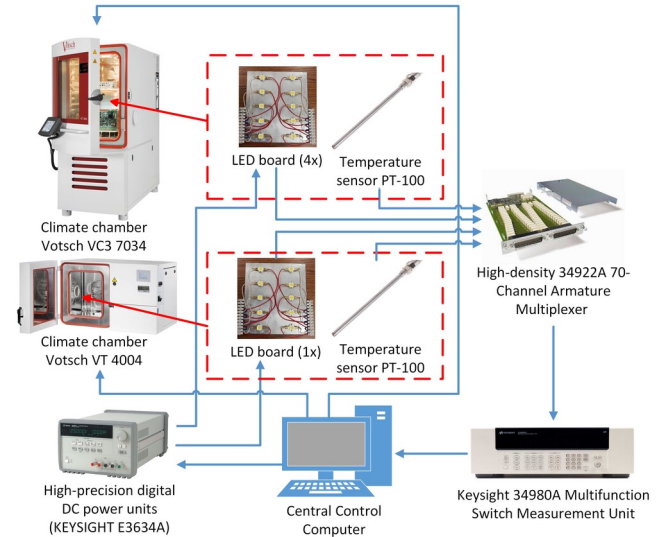 Vötsch
LED board (4x)
Temperature
sensor PT-100
Climate chamber
Votsch VC3 7034
High-density 34922A 70-
Channel Armature
Multiplexer
LED board (1x)
Temperature
sensor PT-100
Climate chamber
Votsch VT 4004
High-precision digital
DC power units
(KEYSIGHT E3634A)
Central Control
Computer
Keysight 34980A Multifunction
Switch Measurement Unit